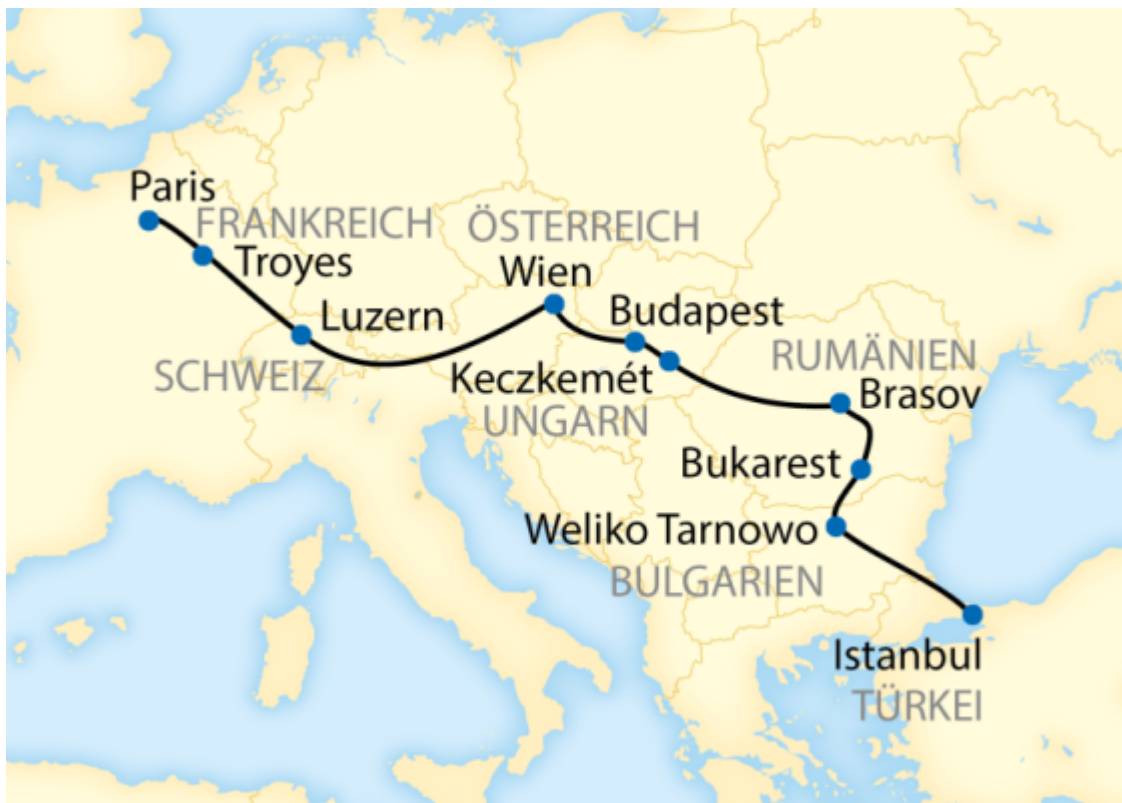 Paris
FRANKREICH
Troyes
ÖSTERREICH
Wien
Luzern
Budapest
SCHWEIZ
Keczkemét
UNGARN
RUMÄNIEN
Brasov
Bukarest
Weliko Tarnowo
BULGARIEN
Istanbul
TÜRKEI